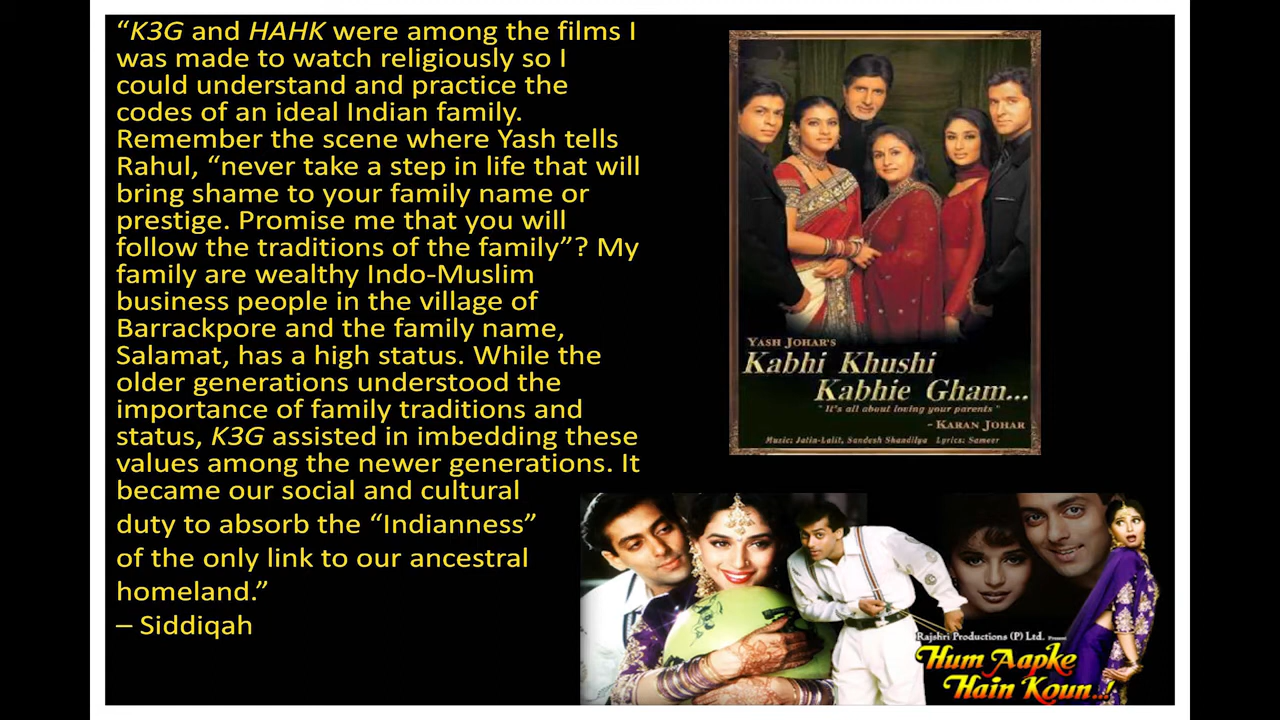 “K3G and HAHK were among the films I
was made to watch religiously so I
could understand and practice the
codes of an ideal Indian family.
Remember the scene where Yash tells
Rahul, “never take a step in life that will
bring shame to your family name or
prestige. Promise me that you will
follow the traditions of the family”? My
family are wealthy Indo-Muslim
business people in the village of
Barrackpore and the family name,
Salamat, has a high status. While the
older generations understood the
importance of family traditions and
status, K3G assisted in imbedding these
values among the newer generations. It
became our social and cultural
duty to absorb the “Indianness”
of the only link to our ancestral
homeland.”
– Siddiqah
YASH JOHAR'S
Kabhi Khushi
Kabhie Gham...
"It's all about loving your parents"
- KARAN JOHAR
Music: Jatin-Lalit, Sandesh Shandilya Lyrics: Sameer
Rajshri Productions (P) Ltd. Present
Hum Aapke
Hain Koun..!